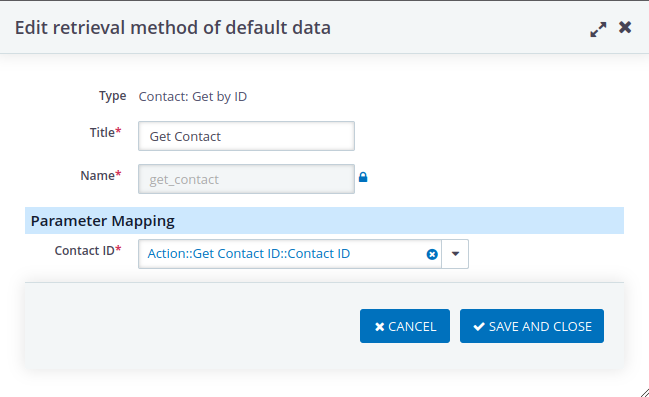 Edit retrieval method of default data
Type Contact: Get by ID
Title* Get Contact
Name* get_contact
Parameter Mapping
Contact ID* Action::Get Contact ID::Contact ID
CANCEL SAVE AND CLOSE